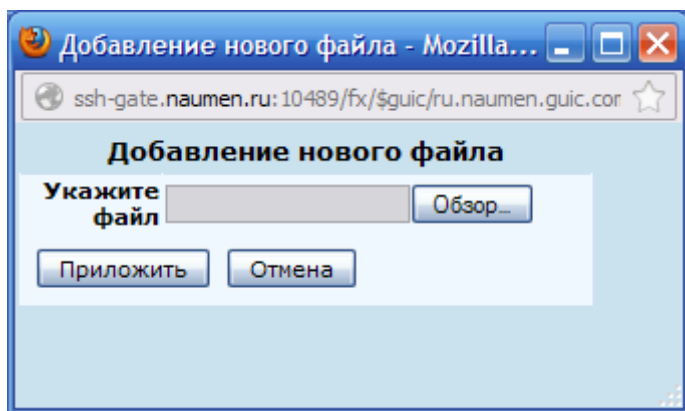 Добавление нового файла - Mozilla...
ssh-gate.naumen.ru:10489/fx/$guic/ru.naumen.guic.con
Добавление нового файла
Укажите
файл
Обзор...
Приложить Отмена